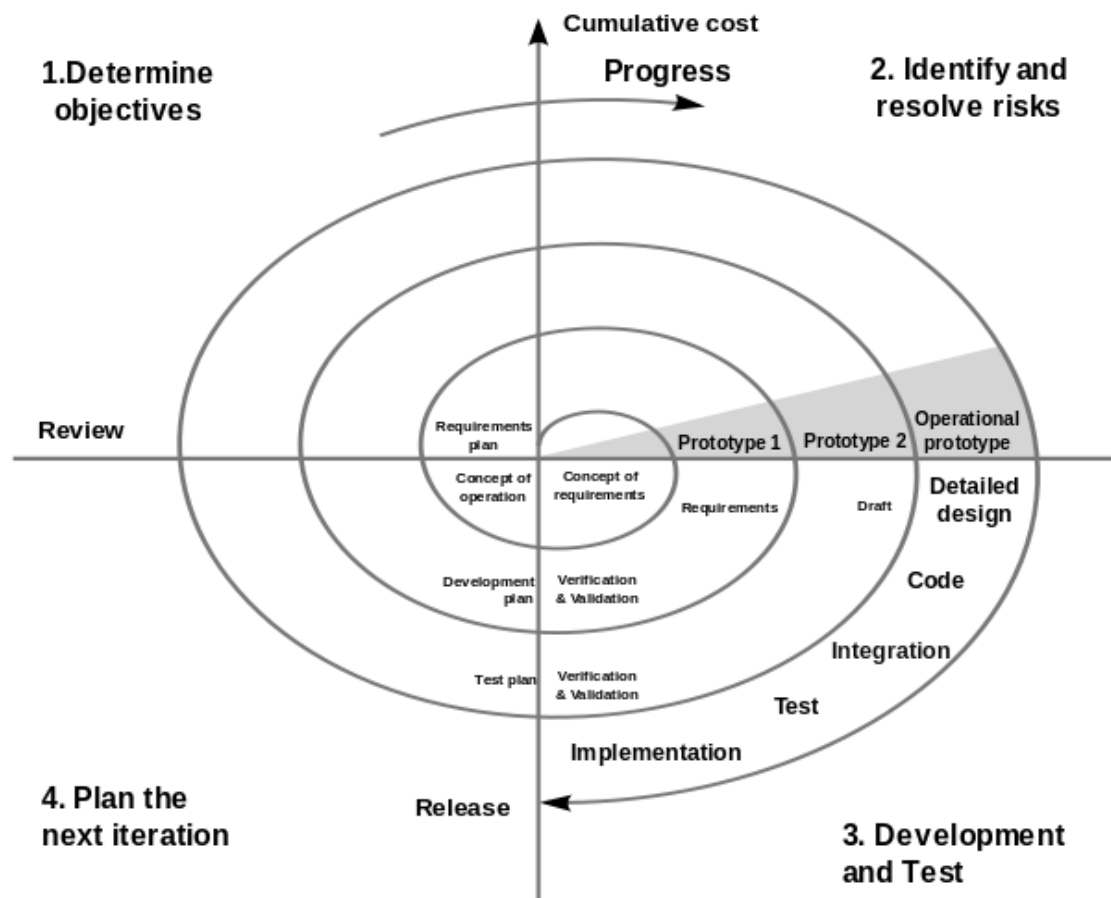 Cumulative cost
Progress
1.Determine
objectives
2. Identify and
resolve risks
Review
Requirements
plan
Prototype 1
Prototype 2
Operational
prototype
Concept of
operation
Concept of
requirements
Requirements
Draft
Detailed
design
Development
plan
Verification
& Validation
Code
Integration
Test plan
Verification
& Validation
Test
Implementation
Release
4. Plan the
next iteration
3. Development
and Test